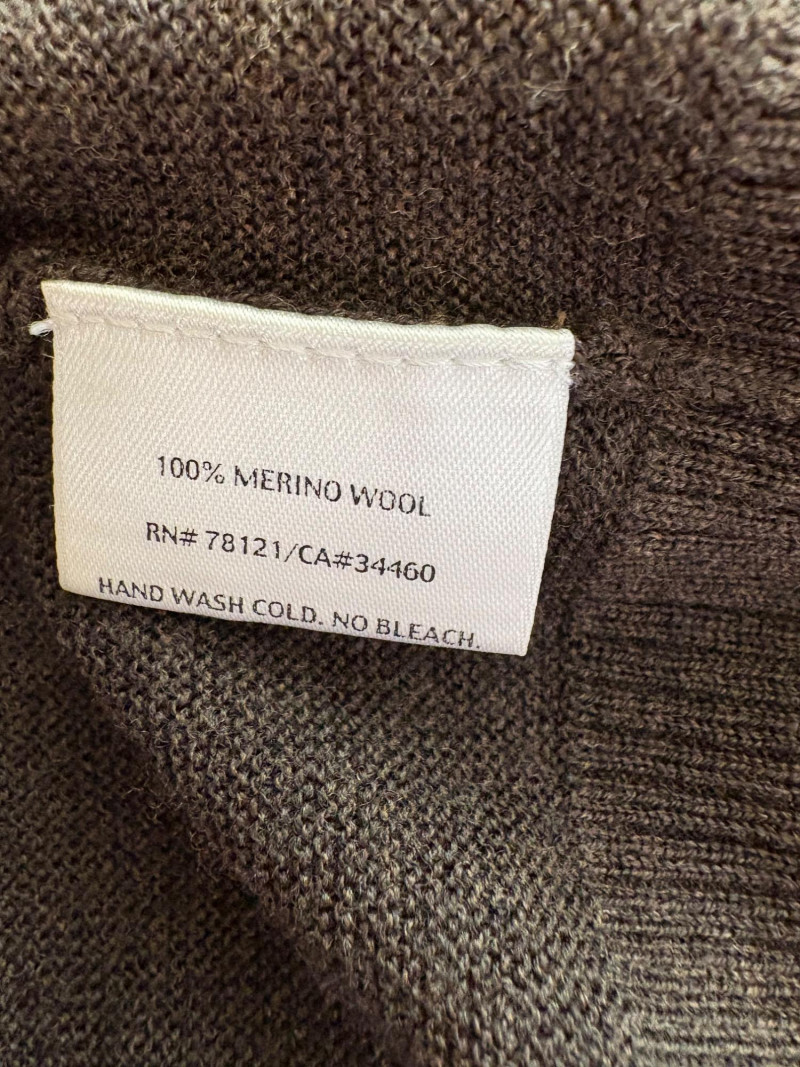 100% MERINO WOOL
RN# 78121/CA#34460
HAND WASH COLD. NO BLEACH.